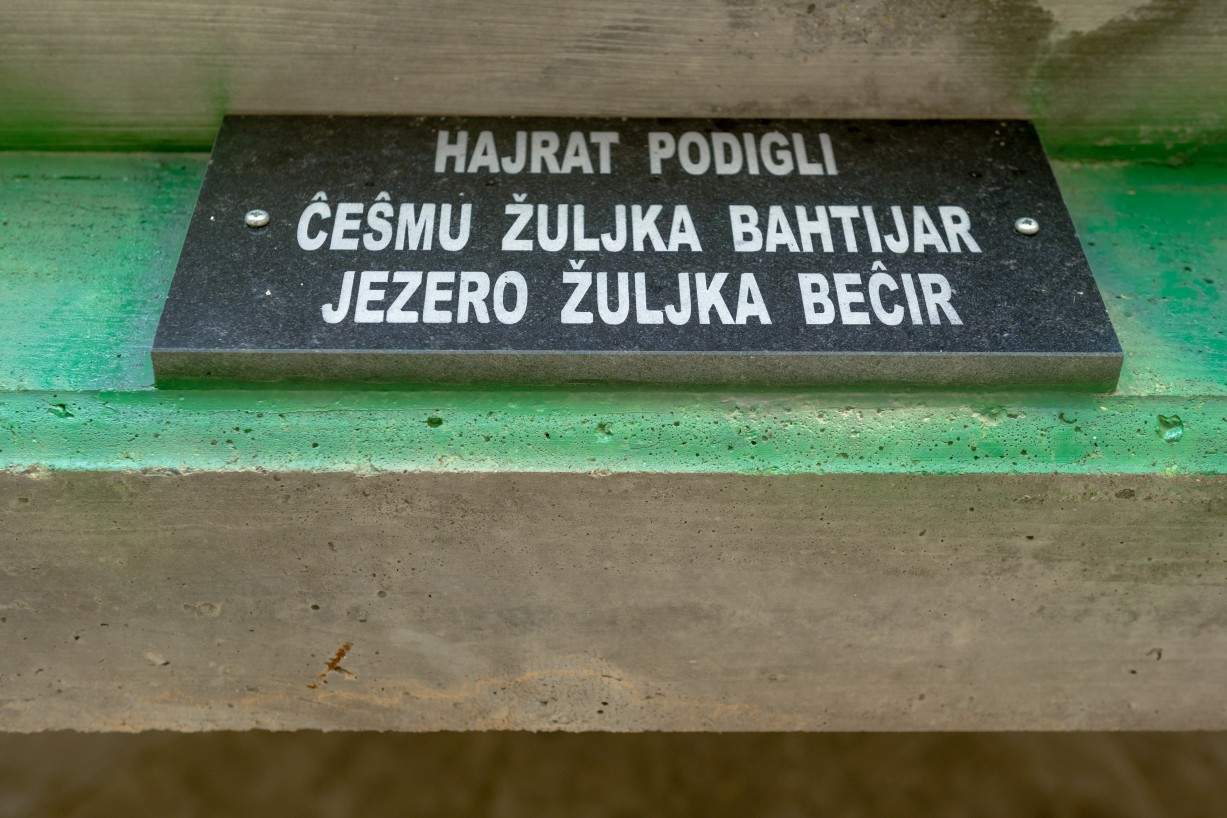 HAJRAT PODIGLI
ĈEŜMU ŽULJKA BAHTIJAR
JEZERO ŽULJKA BEĈIR